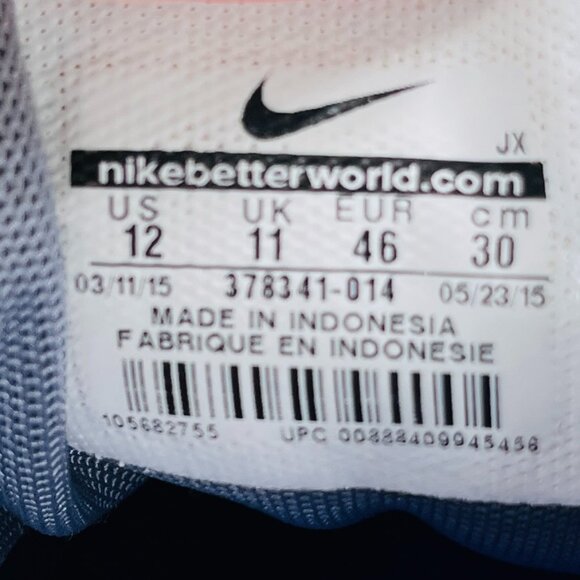 JX
nikebetterworld.com
US UK EUR cm
12 11 46 30
03/11/15 378341-014 05/23/15
MADE IN INDONESIA
FABRIQUE EN INDONESIE
105682755 UPC 00888409945456